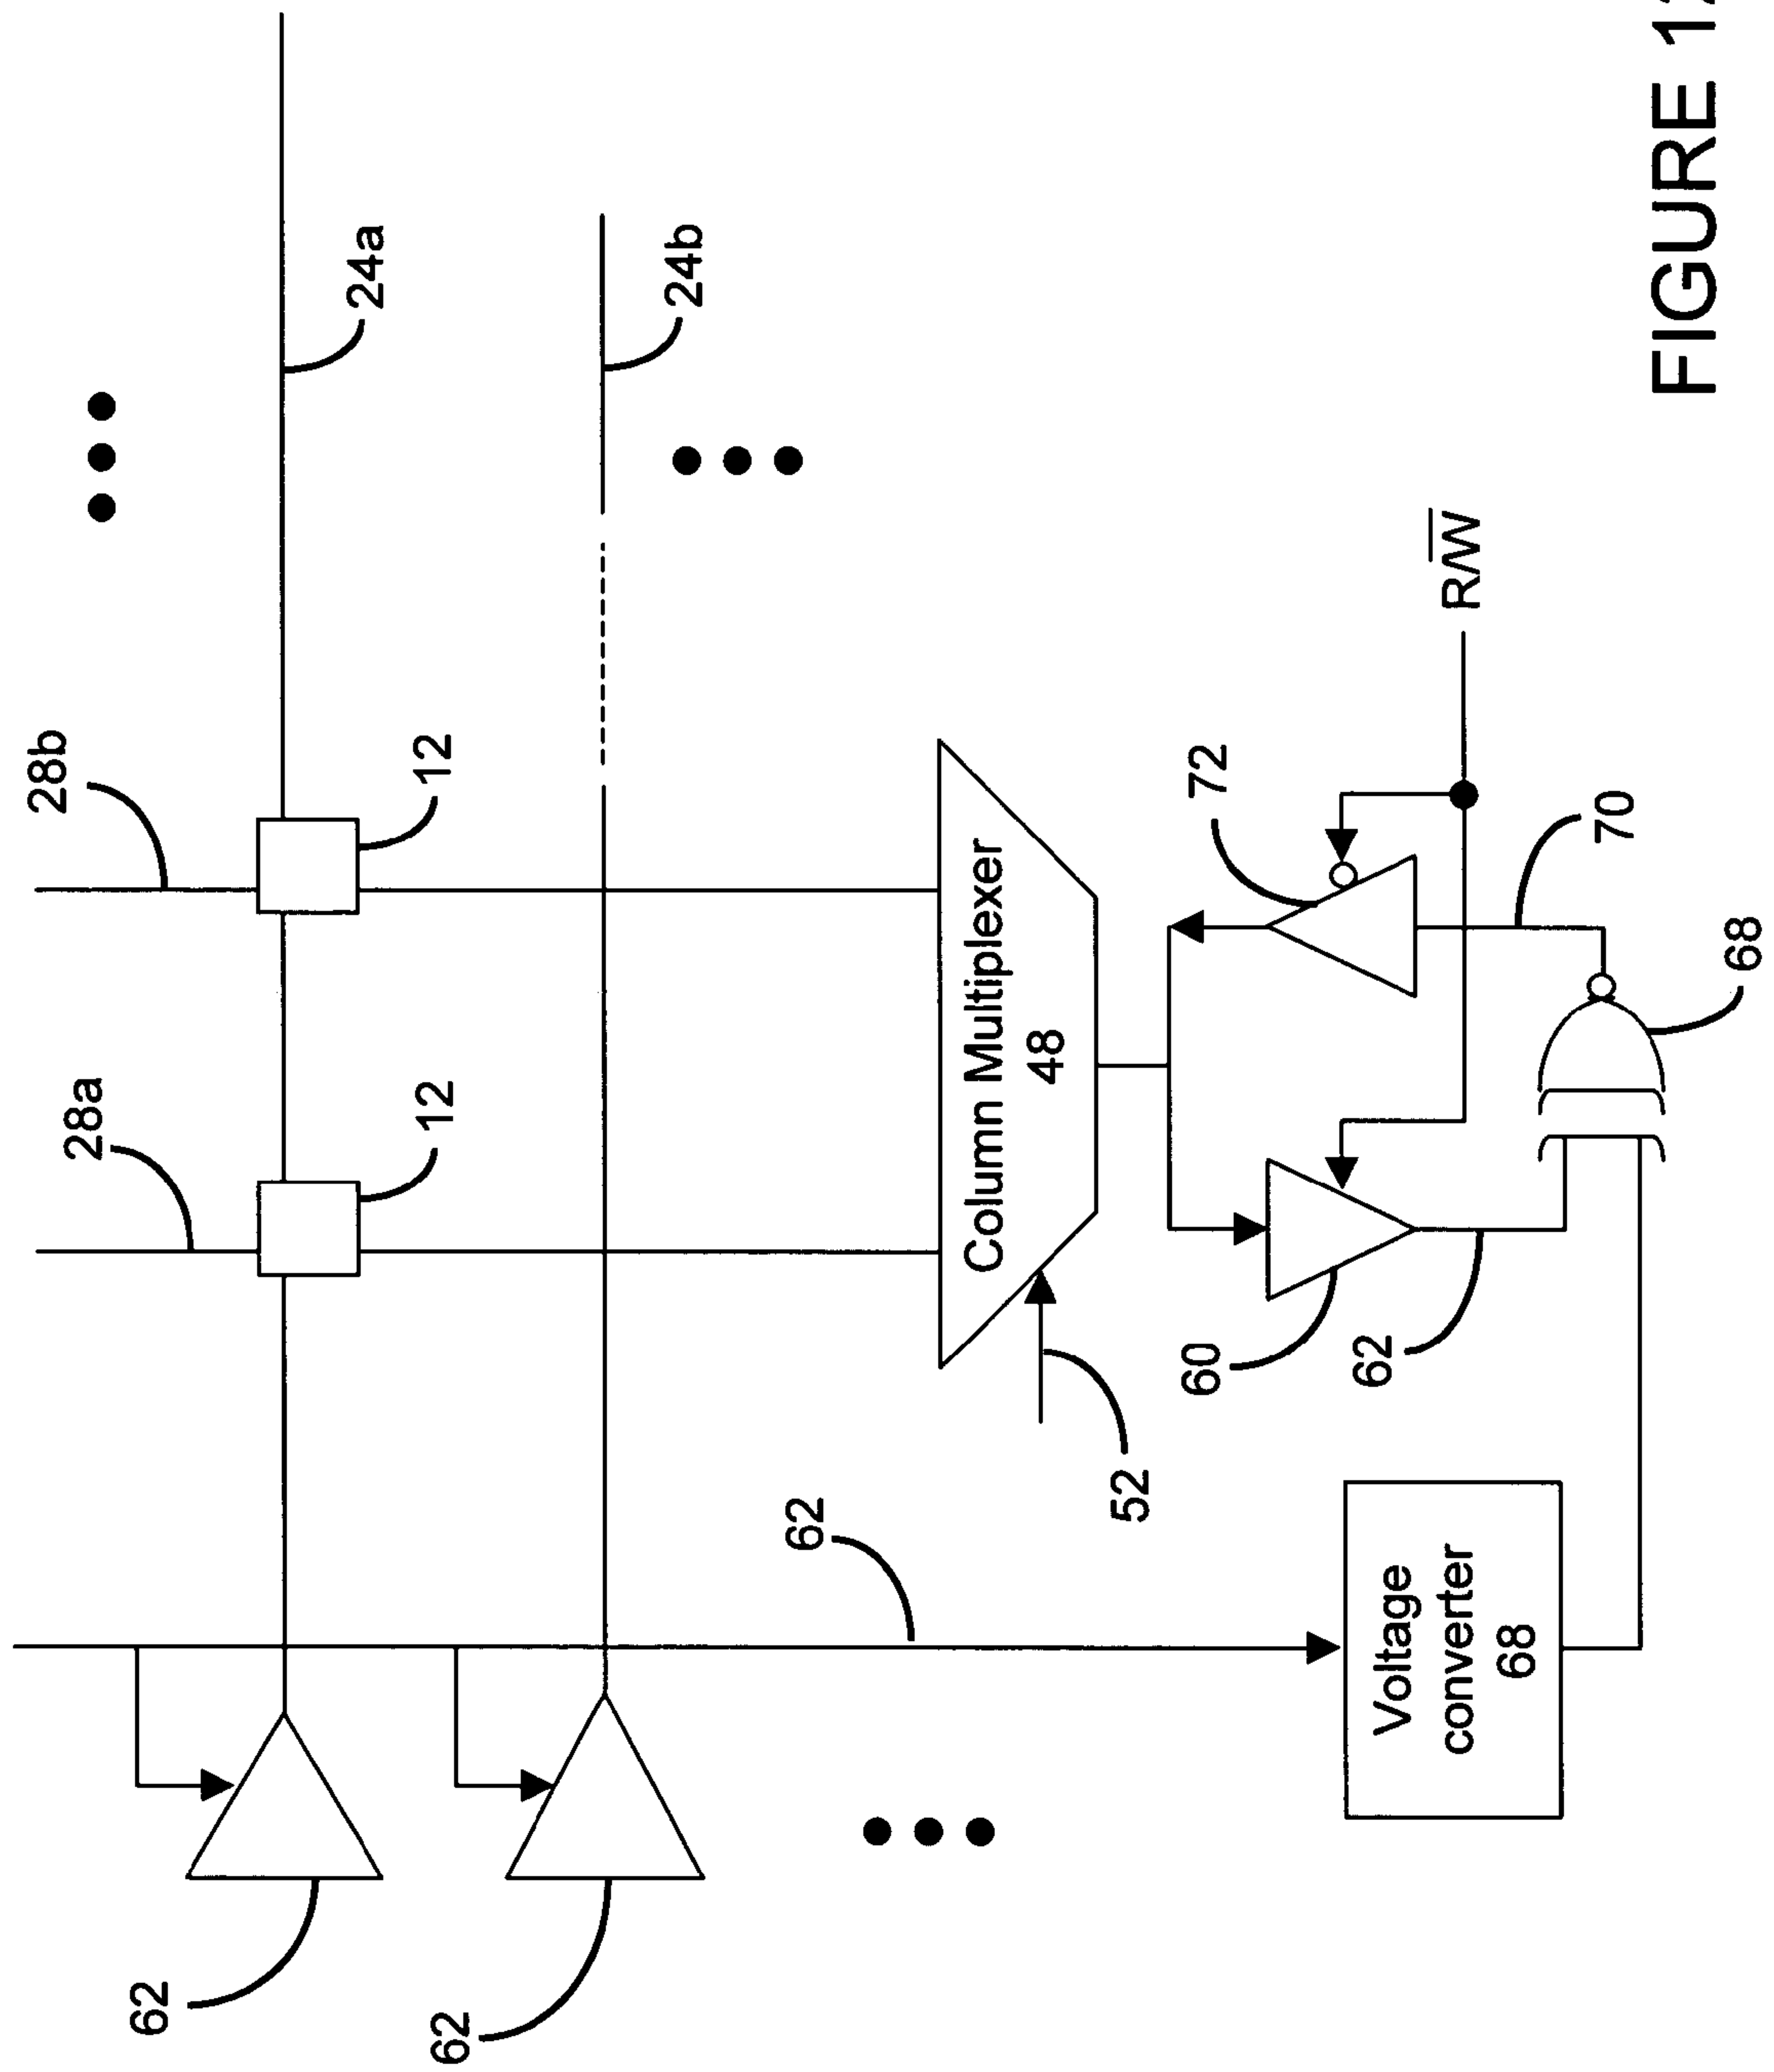 28b
28a
24a
12
12
62
24b
62
62
Column Multiplexer
48
52
72
60
R/W̅
62
Voltage
converter
68
70
68
FIGURE